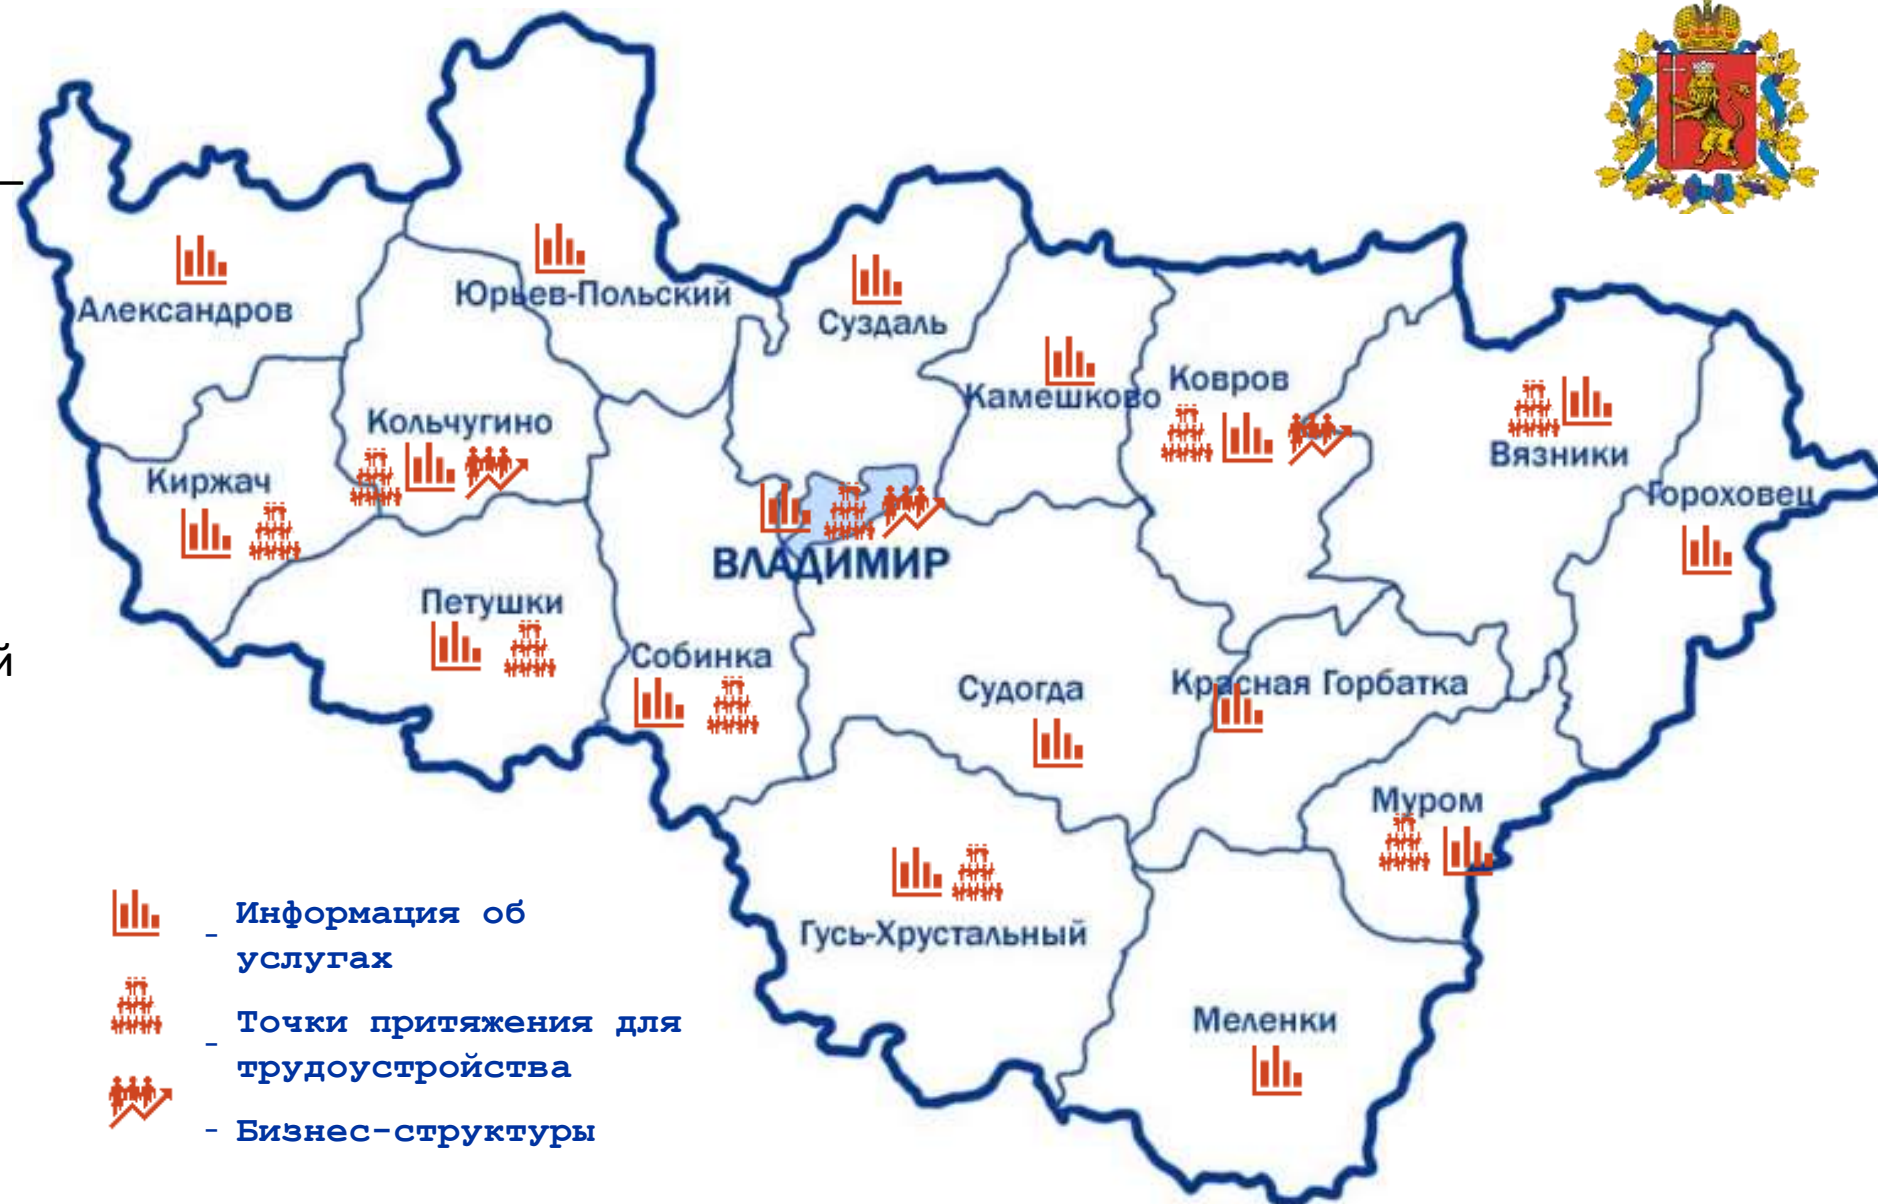 –
Александров
Юрьев-Польский
Суздаль
Камешково
Ковров
Кольчугино
Вязники
Киржач
Гороховец
ВЛАДИМИР
Петушки
й
Собинка
Судогда
Красная Горбатка
Муром
Гусь-Хрустальный
Меленки
- Информация об
услугах
- Точки притяжения для
трудоустройства
- Бизнес-структуры